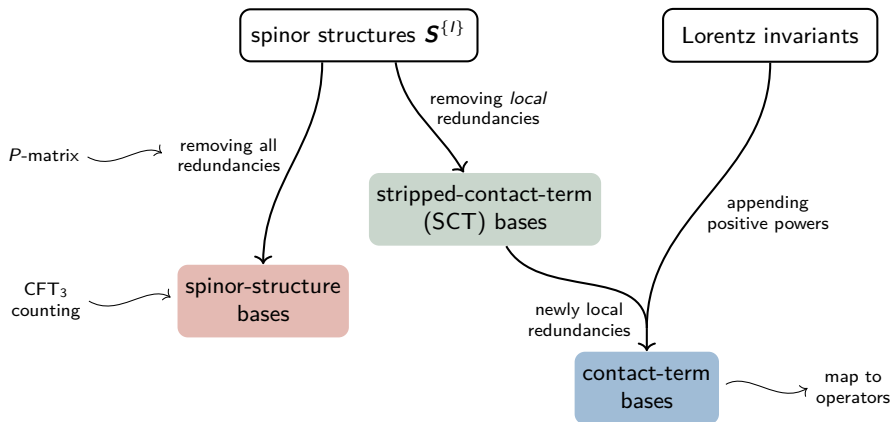 spinor structures S^{I}
Lorentz invariants
removing local
redundancies
P-matrix
removing all
redundancies
stripped-contact-term
(SCT) bases
appending
positive powers
CFT₃
counting
spinor-structure
bases
newly local
redundancies
contact-term
bases
map to
operators